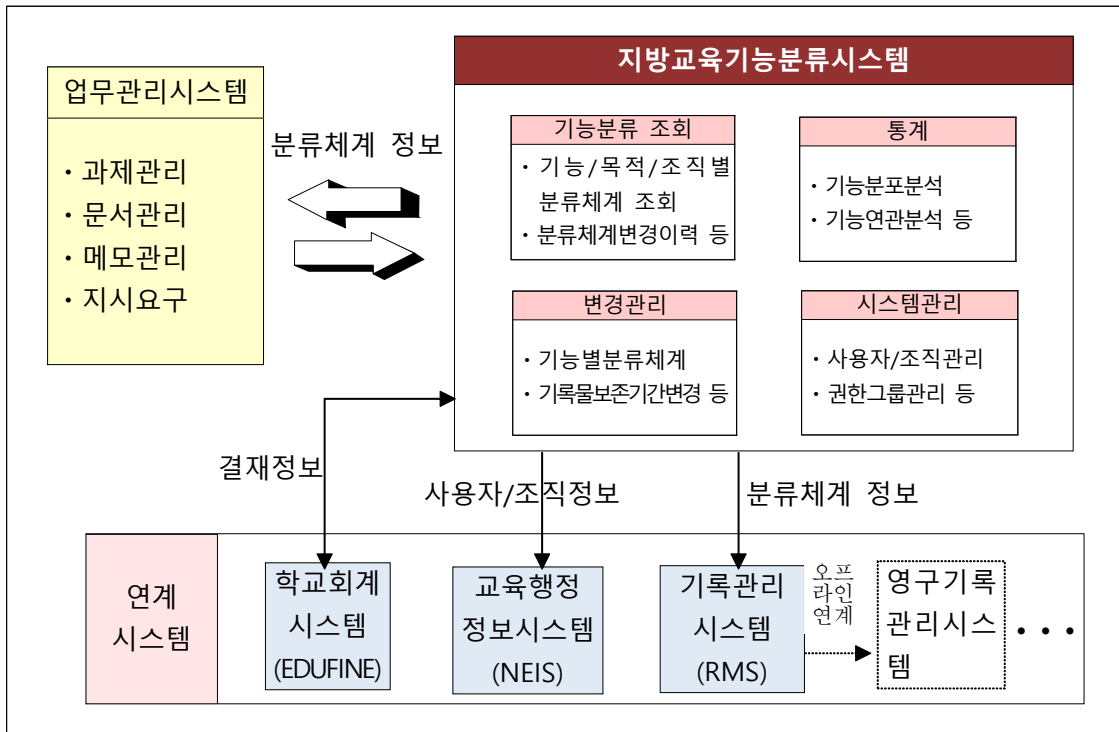 지방교육기능분류시스템
업무관리시스템
· 과제관리
· 문서관리
· 메모관리
· 지시요구
분류체계 정보
기능분류 조회
· 기능/목적/조직별
분류체계 조회
· 분류체계변경이력 등
통계
· 기능분포분석
· 기능연관분석 등
변경관리
· 기능별분류체계
· 기록물보존기간변경 등
시스템관리
· 사용자/조직관리
· 권한그룹관리 등
결재정보
사용자/조직정보
분류체계 정보
연계
시스템
학교회계
시스템
(EDUFINE)
교육행정
정보시스템
(NEIS)
기록관리
시스템
(RMS)
오프
라인
연계
영구기록
관리시스
템
• • •